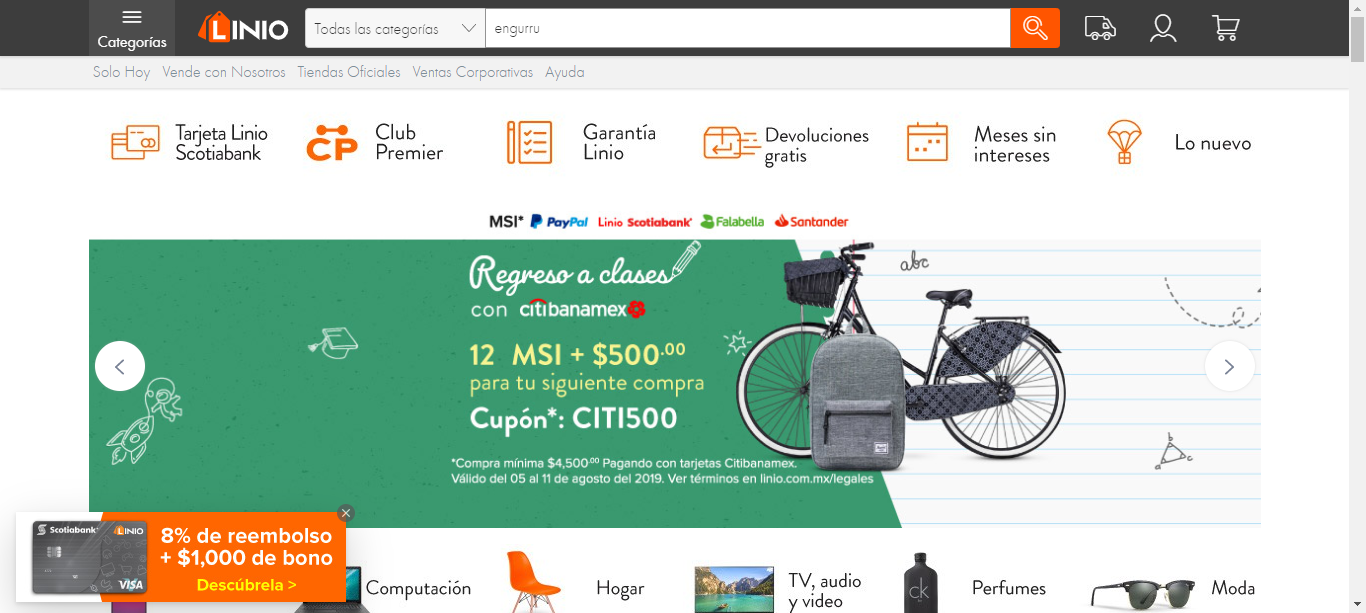 Categorías
LINIO
Todas las categorías
engurru
Solo Hoy Vende con Nosotros Tiendas Oficiales Ventas Corporativas Ayuda
Tarjeta Linio
Scotiabank
CP
Club
Premier
Garantía
Linio
Devoluciones
gratis
Meses sin
intereses
Lo nuevo
MSI* PayPal Linio Scotiabank Falabella Santander
Regreso a clases
con citibanamex
12 MSI + $500.00
para tu siguiente compra
Cupón*: CITI500
*Compra mínima $4,500.00 Pagando con tarjetas Citibanamex.
Válido del 05 al 11 de agosto del 2019. Ver términos en linio.com.mx/legales
abc
b
a
c
Scotiabank LINIO
VISA
8% de reembolso
+ $1,000 de bono
Descúbrela >
Computación
Hogar
TV, audio
y video
ck
Perfumes
Moda